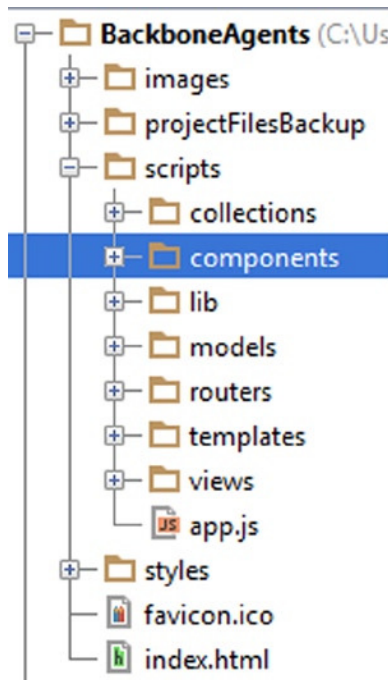 BackboneAgents (C:\Us
images
projectFilesBackup
scripts
collections
components
lib
models
routers
templates
views
JS app.js
styles
favicon.ico
h index.html